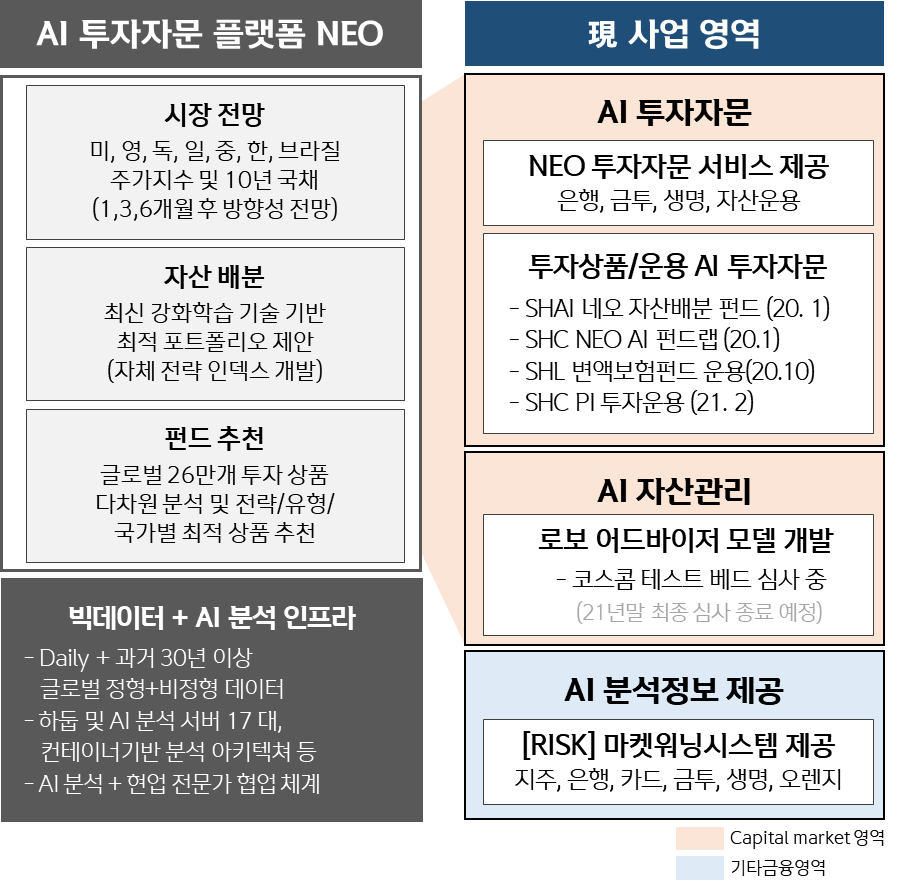 AI 투자자문 플랫폼 NEO
시장 전망
미, 영, 독, 일, 중, 한, 브라질
주가지수 및 10년 국채
(1,3,6개월 후 방향성 전망)
자산 배분
최신 강화학습 기술 기반
최적 포트폴리오 제안
(자체 전략 인덱스 개발)
펀드 추천
글로벌 26만개 투자 상품
다차원 분석 및 전략/유형/
국가별 최적 상품 추천
빅데이터 + AI 분석 인프라
- Daily + 과거 30년 이상
글로벌 정형+비정형 데이터
- 하둡 및 AI 분석 서버 17 대,
컨테이너기반 분석 아키텍쳐 등
- AI 분석 + 현업 전문가 협업 체계
現 사업 영역
AI 투자자문
NEO 투자자문 서비스 제공
은행, 금투, 생명, 자산운용
투자상품/운용 AI 투자자문
- SHAI 네오 자산배분 펀드 (20. 1)
- SHC NEO AI 펀드랩 (20.1)
- SHL 변액보험펀드 운용(20.10)
- SHC PI 투자운용 (21. 2)
AI 자산관리
로보 어드바이저 모델 개발
- 코스콤 테스트 베드 심사 중
(21년말 최종 심사 종료 예정)
AI 분석정보 제공
[RISK] 마켓워닝시스템 제공
지주, 은행, 카드, 금투, 생명, 오렌지
Capital market 영역
기타금융영역